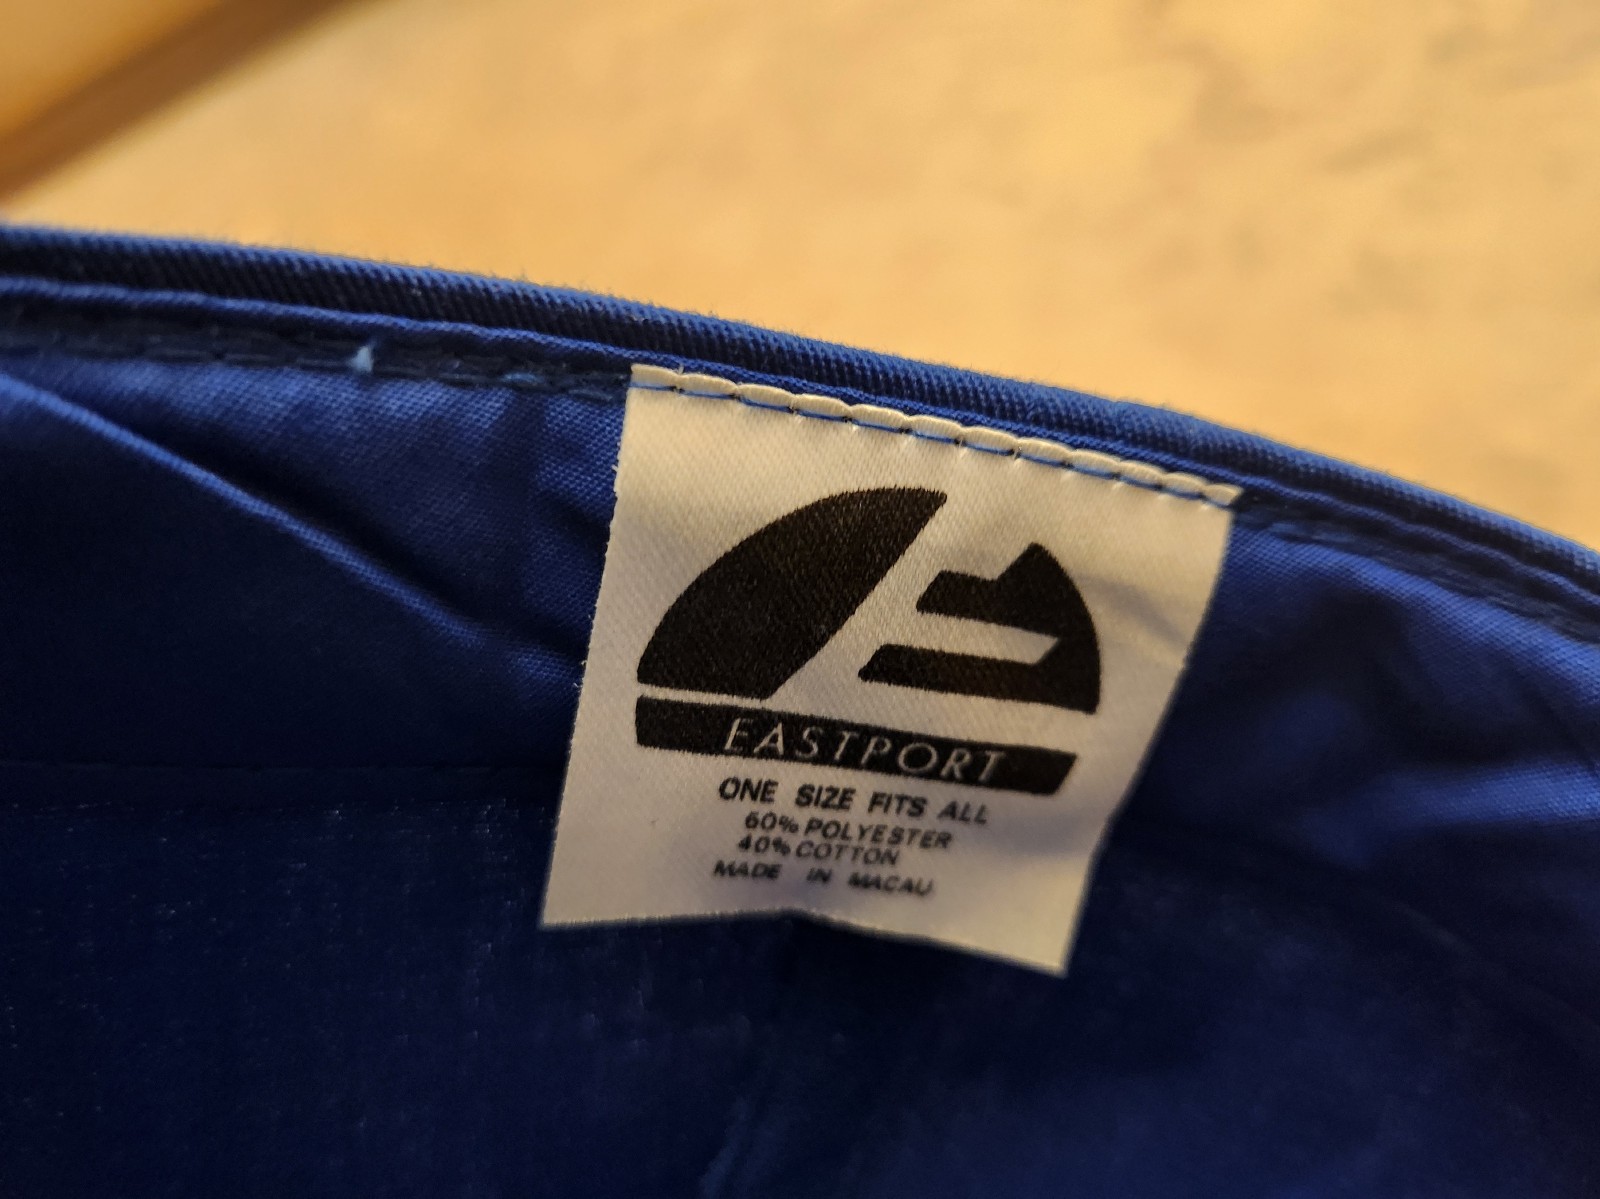 EASTPORT
ONE SIZE FITS ALL
60% POLYESTER
40% COTTON
MADE IN MACAU